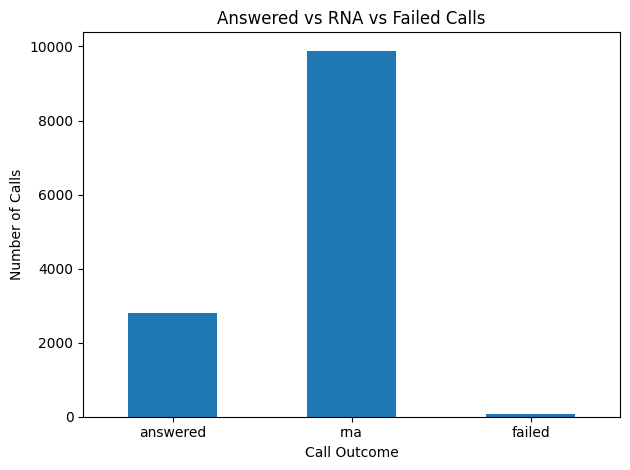 Answered vs RNA vs Failed Calls
10000
8000
6000
4000
2000
0
Number of Calls
answered rna failed
Call Outcome